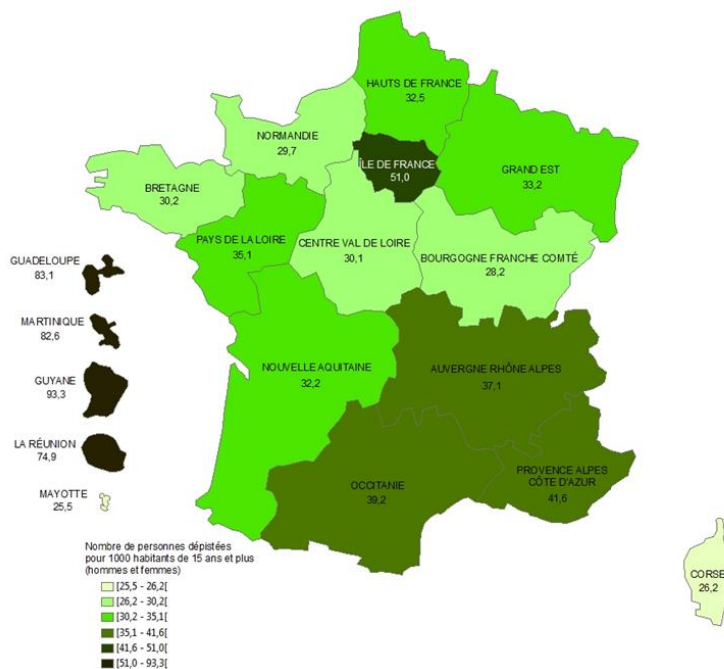 HAUTS DE FRANCE
32,5
NORMANDIE
29,7
ÎLE DE FRANCE
51,0
GRAND EST
33,2
BRETAGNE
30,2
PAYS DE LA LOIRE
35,1
CENTRE VAL DE LOIRE
30,1
BOURGOGNE FRANCHE COMTÉ
28,2
GUADELOUPE
83,1
MARTINIQUE
82,6
GUYANE
93,3
LA RÉUNION
74,9
MAYOTTE
25,5
NOUVELLE AQUITAINE
32,2
AUVERGNE RHÔNE ALPES
37,1
OCCITANIE
39,2
PROVENCE ALPES
CÔTE D'AZUR
41,6
CORSE
26,2
Nombre de personnes dépistées
pour 1000 habitants de 15 ans et plus
(hommes et femmes)
[25,5 - 26,2[
[26,2 - 30,2[
[30,2 - 35,1[
[35,1 - 41,6[
[41,6 - 51,0[
[51,0 - 93,3[